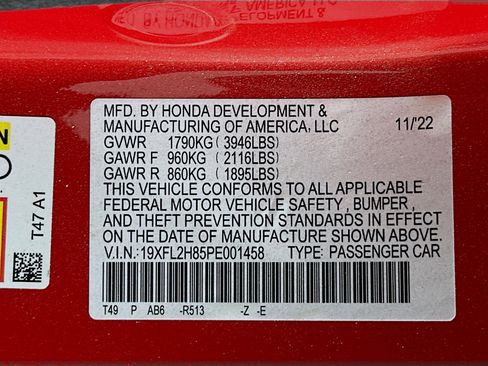 MFD. BY HONDA DEVELOPMENT &
MANUFACTURING OF AMERICA, LLC 11/'22
GVWR 1790KG ( 3946LBS )
GAWR F 960KG ( 2116LBS )
GAWR R 860KG ( 1895LBS )
THIS VEHICLE CONFORMS TO ALL APPLICABLE
FEDERAL MOTOR VEHICLE SAFETY , BUMPER ,
AND THEFT PREVENTION STANDARDS IN EFFECT
ON THE DATE OF MANUFACTURE SHOWN ABOVE.
V.I.N: 19XFL2H85PE001458 TYPE: PASSENGER CAR
T49 P AB6 -R513 -Z -E
T47 A1